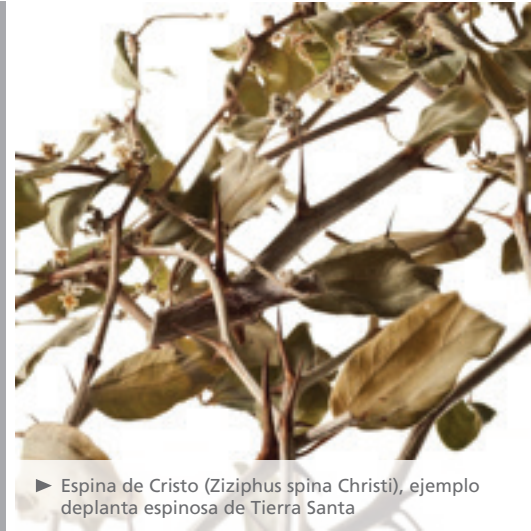 ► Espina de Cristo (Ziziphus spina Christi), ejemplo
deplanta espinosa de Tierra Santa